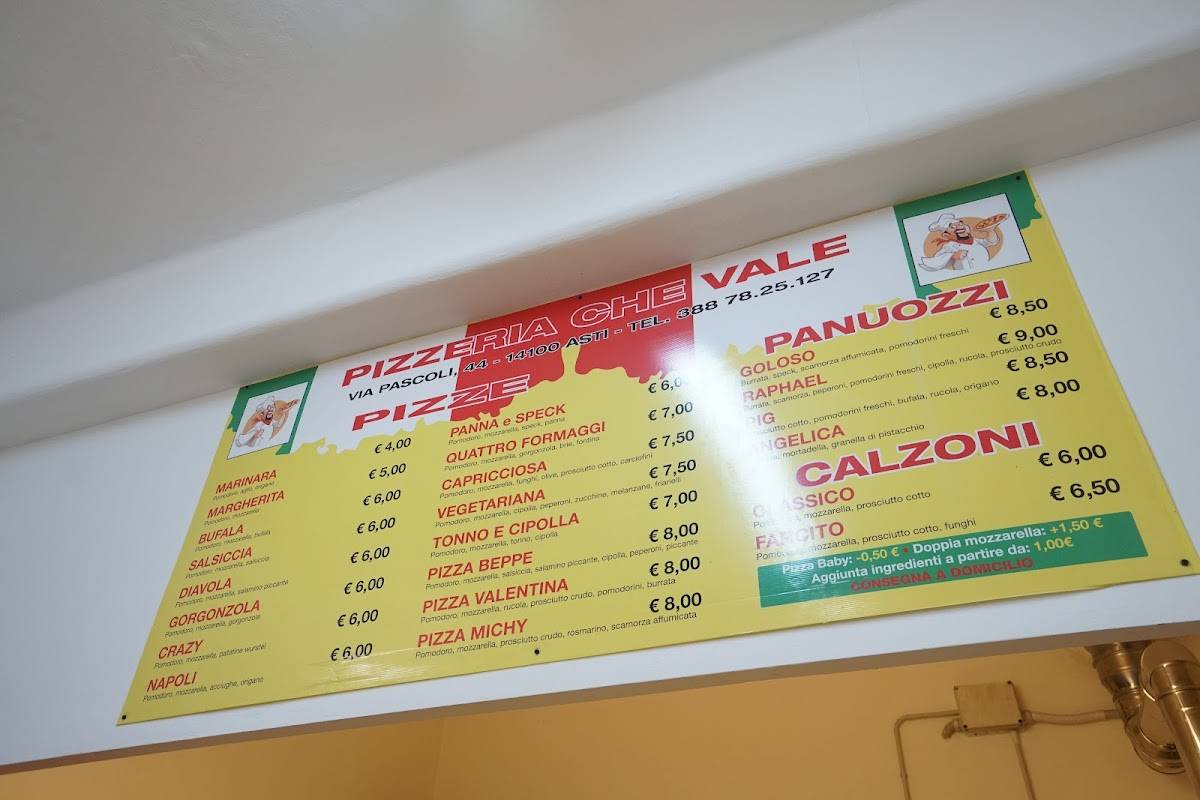 PIZZERIA CHE VALE
VIA PASCOLI, 44 - 14100 ASTI - TEL. 388 78.25.127
PIZZE
MARINARA € 4,00
Pomodoro, aglio, origano
MARGHERITA € 5,00
Pomodoro, mozzarella
BUFALA € 6,00
Pomodoro, mozzarella, bufala
SALSICCIA € 6,00
Pomodoro, mozzarella, salsiccia
DIAVOLA € 6,00
Pomodoro, mozzarella, salamino piccante
GORGONZOLA € 6,00
Pomodoro, mozzarella, gorgonzola
CRAZY € 6,00
Pomodoro, mozzarella, patatine wurstel
NAPOLI € 6,00
Pomodoro, mozzarella, acciughe, origano
PANNA e SPECK € 6,00
Pomodoro, mozzarella, speck, panna
QUATTRO FORMAGGI € 7,00
Pomodoro, mozzarella, gorgonzola, brie, fontina
CAPRICCIOSA € 7,50
Pomodoro, mozzarella, funghi, olive, prosciutto cotto, carciofini
VEGETARIANA € 7,50
Pomodoro, mozzarella, cipolla, peperoni, zucchine, melanzane, friarielli
TONNO E CIPOLLA € 7,00
Pomodoro, mozzarella, tonno, cipolla
PIZZA BEPPE € 8,00
Pomodoro, mozzarella, salsiccia, salamino piccante, cipolla, peperoni, piccante
PIZZA VALENTINA € 8,00
Pomodoro, mozzarella, rucola, prosciutto crudo, pomodorini, burrata
PIZZA MICHY € 8,00
Pomodoro, mozzarella, prosciutto crudo, rosmarino, scamorza affumicata
PANUOZZI
GOLOSO € 8,50
Burrata, speck, scamorza affumicata, pomodorini freschi
RAPHAEL € 9,00
Burrata, scamorza, peperoni, pomodorini freschi, cipolla, rucola, prosciutto crudo
PIG € 8,50
Prosciutto cotto, pomodorini freschi, bufala, rucola, origano
ANGELICA € 8,00
mortadella, granella di pistacchio
CALZONI
CLASSICO € 6,00
Pomodoro, mozzarella, prosciutto cotto
FARCITO € 6,50
Pomodoro, mozzarella, prosciutto cotto, funghi
Pizza Baby: -0,50 € • Doppia mozzarella: +1,50 €
Aggiunta ingredienti a partire da: 1,00€
CONSEGNA A DOMICILIO